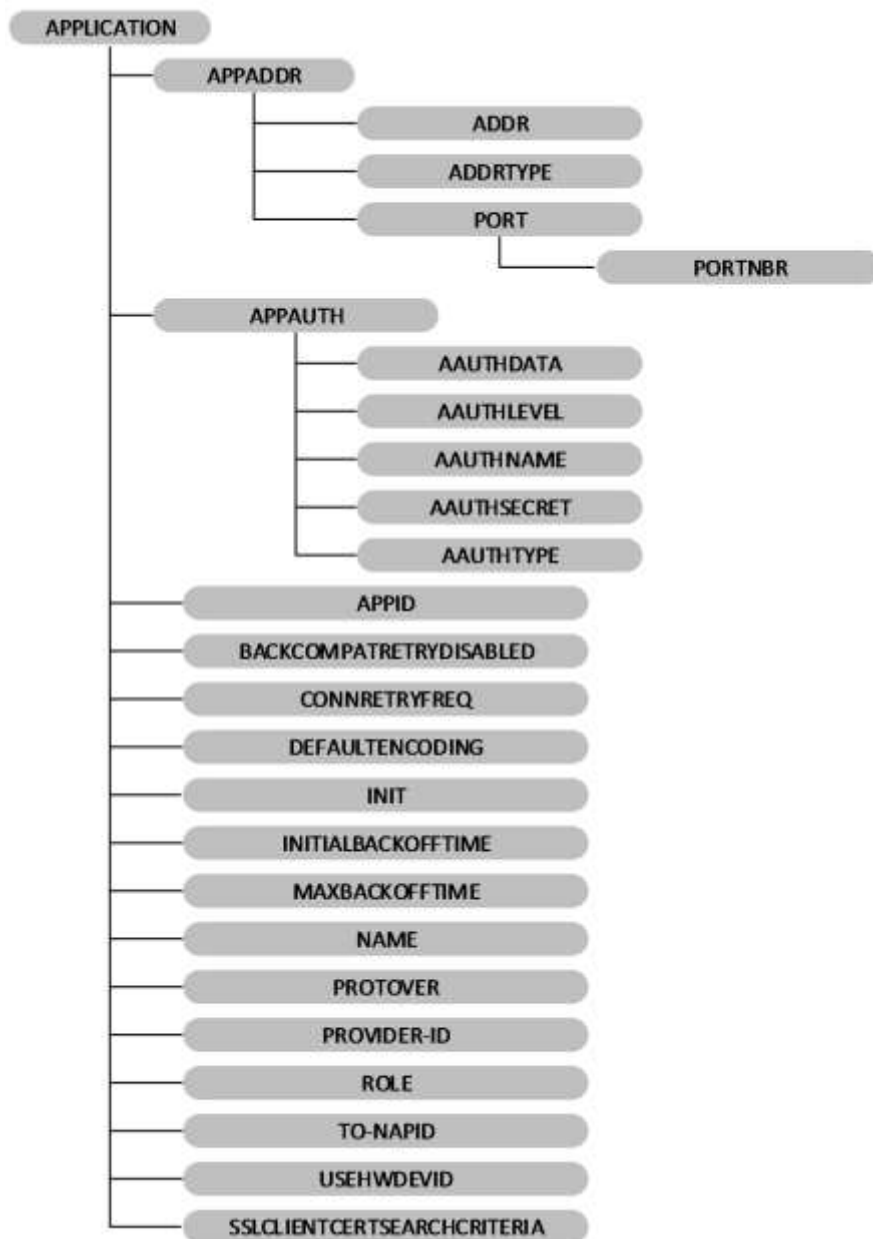 APPLICATION
APPADDR
ADDR
ADDRTYPE
PORT
PORTNBR
APPAUTH
AAUTHDATA
AAUTHLEVEL
AAUTHNAME
AAUTHSECRET
AAUTHTYPE
APPID
BACKCOMPATRETRYDISABLED
CONNRETRYFREQ
DEFAULTENCODING
INIT
INITIALBACKOFFTIME
MAXBACKOFFTIME
NAME
PROTOVER
PROVIDER-ID
ROLE
TO-NAPID
USEHWDEVID
SSLCLIENTCERTSEARCHCRITERIA